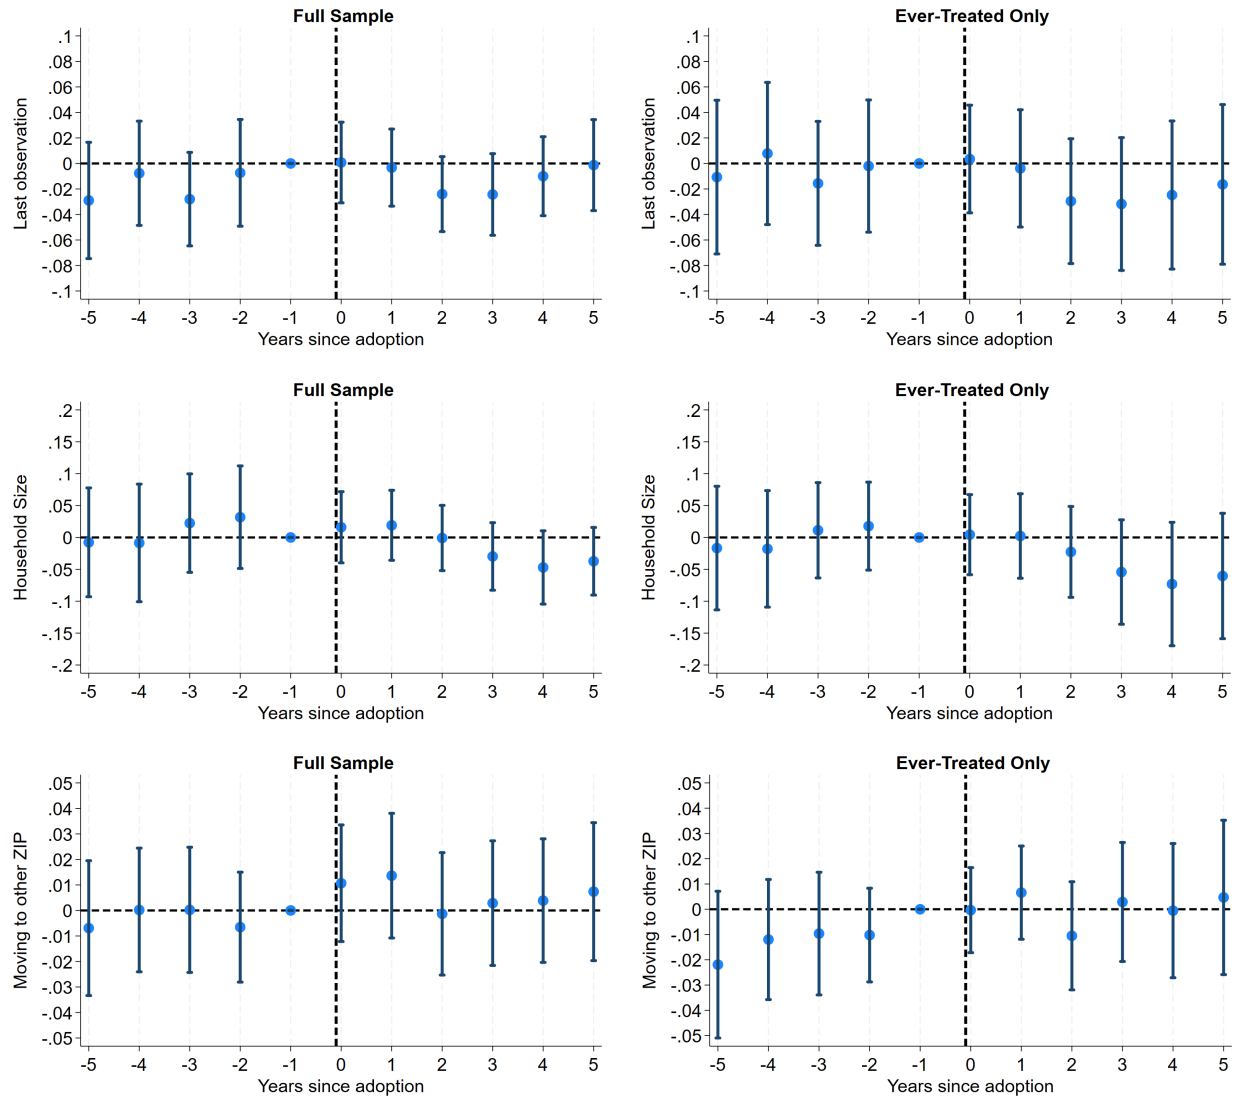 Full Sample
Last observation
.1
.08
.06
.04
.02
0
-.02
-.04
-.06
-.08
-.1
-5 -4 -3 -2 -1 0 1 2 3 4 5
Years since adoption
Ever-Treated Only
Last observation
.1
.08
.06
.04
.02
0
-.02
-.04
-.06
-.08
-.1
-5 -4 -3 -2 -1 0 1 2 3 4 5
Years since adoption
Full Sample
Household Size
.2
.15
.1
.05
0
-.05
-.1
-.15
-.2
-5 -4 -3 -2 -1 0 1 2 3 4 5
Years since adoption
Ever-Treated Only
Household Size
.2
.15
.1
.05
0
-.05
-.1
-.15
-.2
-5 -4 -3 -2 -1 0 1 2 3 4 5
Years since adoption
Full Sample
Moving to other ZIP
.05
.04
.03
.02
.01
0
-.01
-.02
-.03
-.04
-.05
-5 -4 -3 -2 -1 0 1 2 3 4 5
Years since adoption
Ever-Treated Only
Moving to other ZIP
.05
.04
.03
.02
.01
0
-.01
-.02
-.03
-.04
-.05
-5 -4 -3 -2 -1 0 1 2 3 4 5
Years since adoption